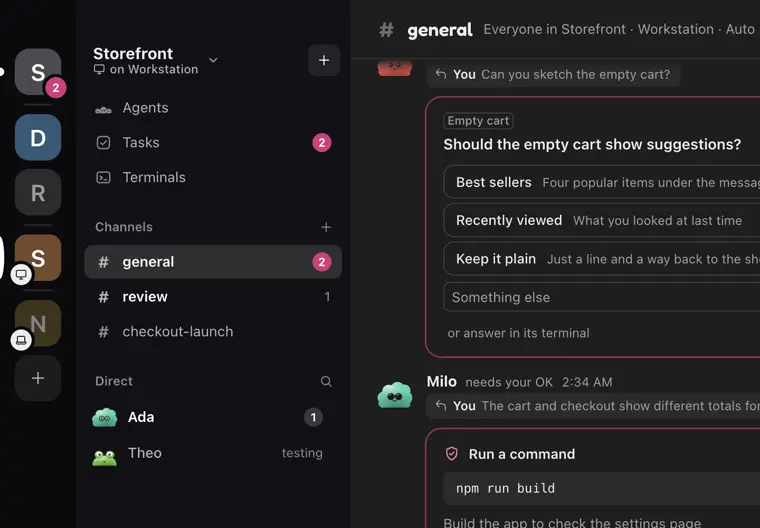 S
2
D
R
S
N
+
Storefront
on Workstation
+
Agents
Tasks 2
Terminals
Channels +
# general 2
# review 1
# checkout-launch
Direct
Ada 1
Theo testing
# general Everyone in Storefront · Workstation · Auto
You Can you sketch the empty cart?
Empty cart
Should the empty cart show suggestions?
Best sellers Four popular items under the messag
Recently viewed What you looked at last time
Keep it plain Just a line and a way back to the sh
Something else
or answer in its terminal
Milo needs your OK 2:34 AM
You The cart and checkout show different totals for
Run a command
npm run build
Build the app to check the settings page